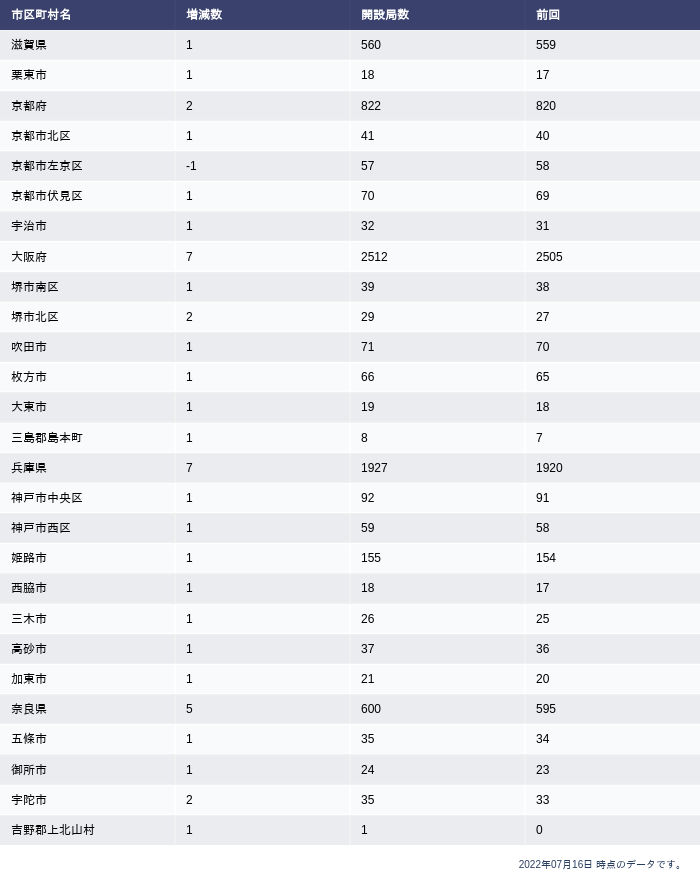 市区町村名 増減数 開設局数 前回
滋賀県 1 560 559
栗東市 1 18 17
京都府 2 822 820
京都市北区 1 41 40
京都市左京区 -1 57 58
京都市伏見区 1 70 69
宇治市 1 32 31
大阪府 7 2512 2505
堺市南区 1 39 38
堺市北区 2 29 27
吹田市 1 71 70
枚方市 1 66 65
大東市 1 19 18
三島郡島本町 1 8 7
兵庫県 7 1927 1920
神戸市中央区 1 92 91
神戸市西区 1 59 58
姫路市 1 155 154
西脇市 1 18 17
三木市 1 26 25
高砂市 1 37 36
加東市 1 21 20
奈良県 5 600 595
五條市 1 35 34
御所市 1 24 23
宇陀市 2 35 33
吉野郡上北山村 1 1 0
2022年07月16日 時点のデータです。